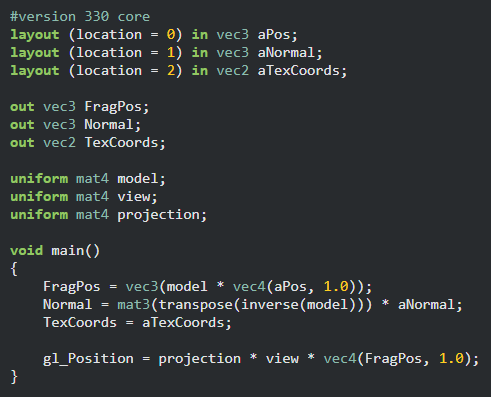 #version 330 core
layout (location = 0) in vec3 aPos;
layout (location = 1) in vec3 aNormal;
layout (location = 2) in vec2 aTexCoords;

out vec3 FragPos;
out vec3 Normal;
out vec2 TexCoords;

uniform mat4 model;
uniform mat4 view;
uniform mat4 projection;

void main()
{
    FragPos = vec3(model * vec4(aPos, 1.0));
    Normal = mat3(transpose(inverse(model))) * aNormal;
    TexCoords = aTexCoords;

    gl_Position = projection * view * vec4(FragPos, 1.0);
}